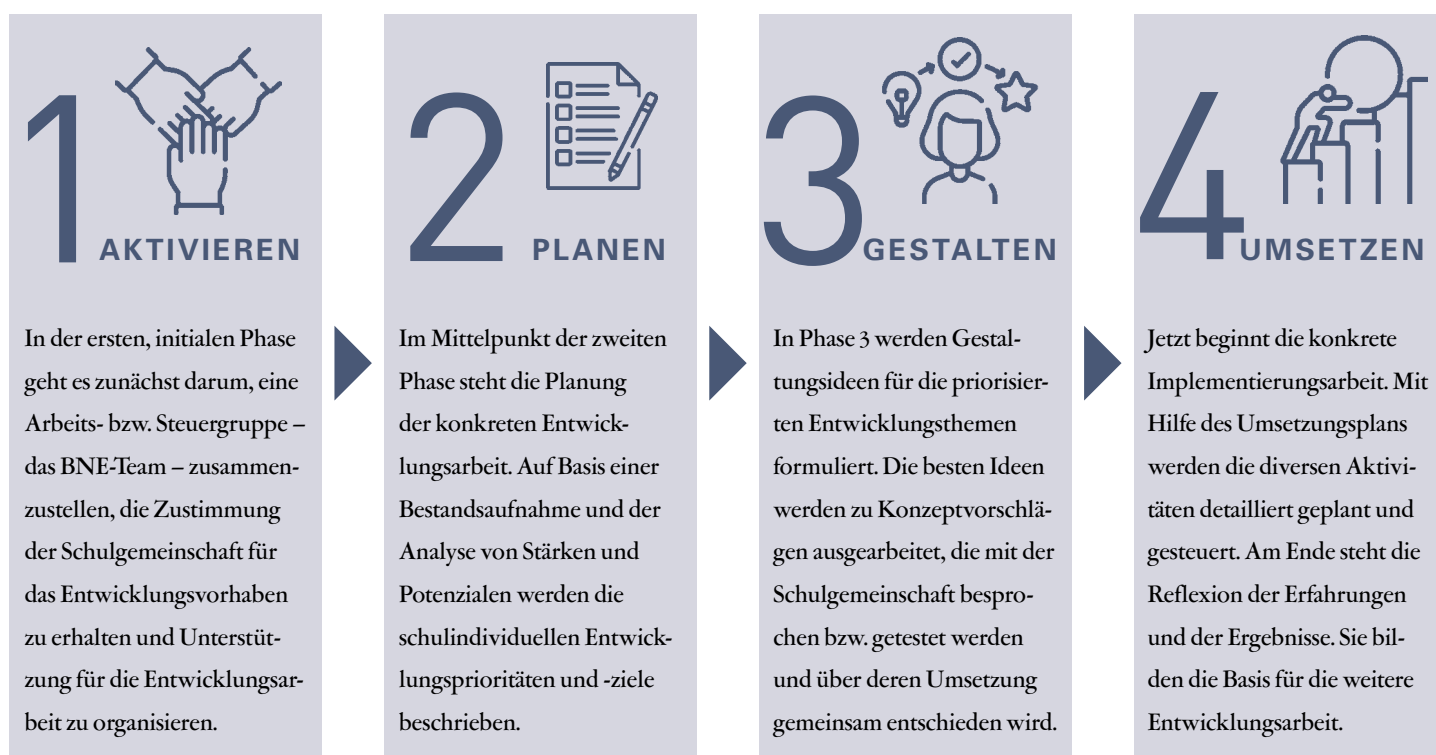 1 AKTIVIEREN
In der ersten, initialen Phase
geht es zunächst darum, eine
Arbeits- bzw. Steuergruppe –
das BNE-Team – zusammen-
zustellen, die Zustimmung
der Schulgemeinschaft für
das Entwicklungsvorhaben
zu erhalten und Unterstüt-
zung für die Entwicklungsar-
beit zu organisieren.
2 PLANEN
Im Mittelpunkt der zweiten
Phase steht die Planung
der konkreten Entwick-
lungsarbeit. Auf Basis einer
Bestandsaufnahme und der
Analyse von Stärken und
Potenzialen werden die
schulindividuellen Entwick-
lungsprioritäten und -ziele
beschrieben.
3 GESTALTEN
In Phase 3 werden Gestal-
tungsideen für die priorisier-
ten Entwicklungsthemen
formuliert. Die besten Ideen
werden zu Konzeptvorschlä-
gen ausgearbeitet, die mit der
Schulgemeinschaft bespro-
chen bzw. getestet werden
und über deren Umsetzung
gemeinsam entschieden wird.
4 UMSETZEN
Jetzt beginnt die konkrete
Implementierungsarbeit. Mit
Hilfe des Umsetzungsplans
werden die diversen Aktivi-
täten detailliert geplant und
gesteuert. Am Ende steht die
Reflexion der Erfahrungen
und der Ergebnisse. Sie bil-
den die Basis für die weitere
Entwicklungsarbeit.